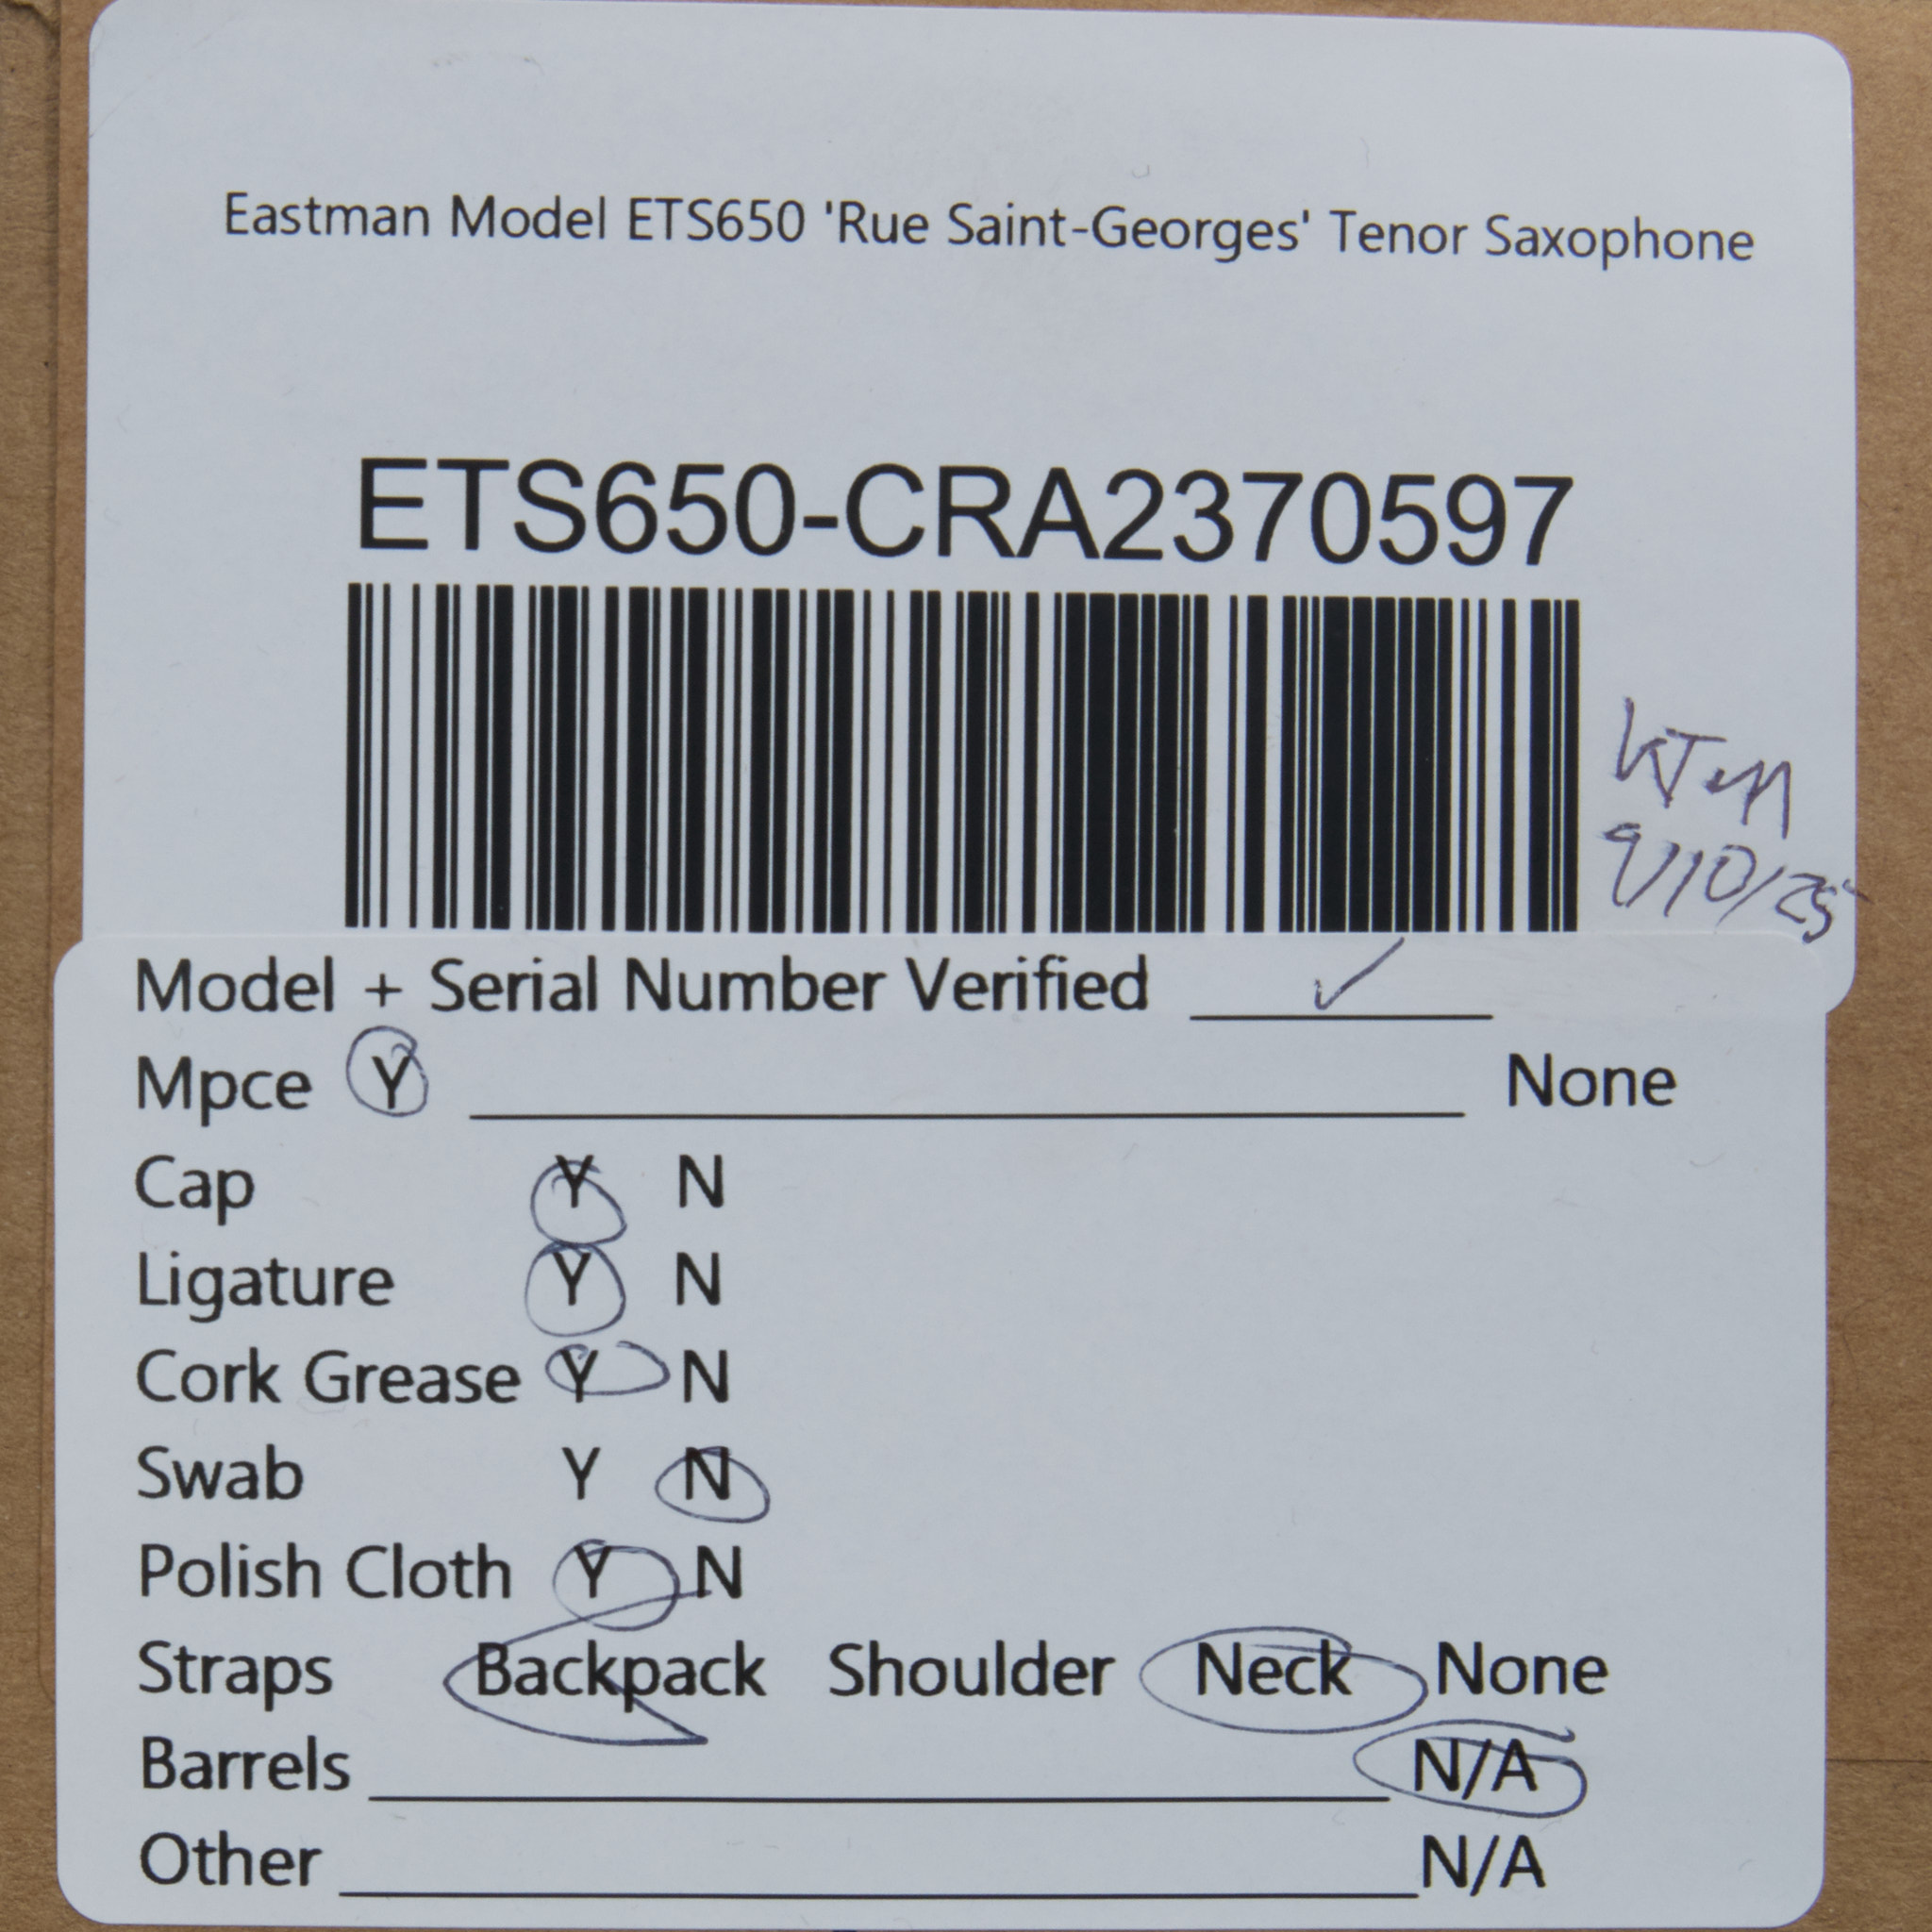 Eastman Model ETS650 'Rue Saint-Georges' Tenor Saxophone
ETS650-CRA2370597
9/10/25
Model + Serial Number Verified ✓
Mpce Y None
Cap Y N
Ligature Y N
Cork Grease Y N
Swab Y N
Polish Cloth Y N
Straps Backpack Shoulder Neck None
Barrels N/A
Other N/A